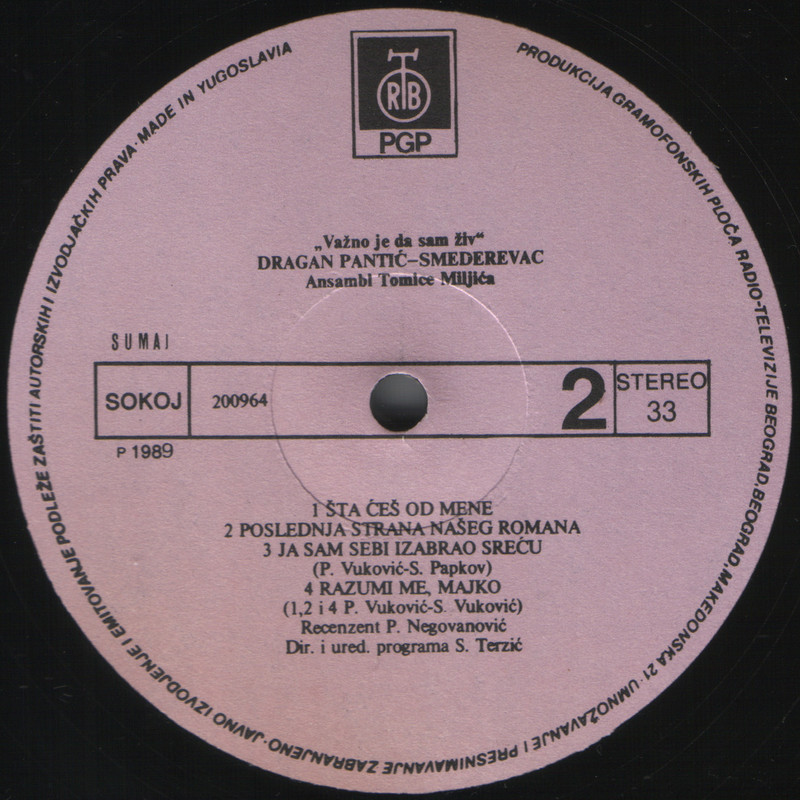 RTB
PGP
PRODUKCIJA GRAMOFONSKIH PLOČA RADIO-TELEVIZIJE BEOGRAD, BEOGRAD, MAKEDONSKA 21 · UMNOŽAVANJE I PRESNIMAVANJE ZABRANJENO · JAVNO IZVODJENJE I EMITOVANJE PODLEŽE ZAŠTITI AUTORSKIH I IZVODJAČKIH PRAVA · MADE IN YUGOSLAVIA
„Važno je da sam živ“
DRAGAN PANTIĆ–SMEDEREVAC
Ansambl Tomice Miljića
SUMAJ
SOKOJ 200964 2 STEREO 33
P 1989
1 ŠTA ĆEŠ OD MENE
2 POSLEDNJA STRANA NAŠEG ROMANA
3 JA SAM SEBI IZABRAO SREĆU
(P. Vuković-S. Papkov)
4 RAZUMI ME, MAJKO
(1,2 i 4 P. Vuković-S. Vuković)
Recenzent P. Negovanović
Dir. i ured. programa S. Terzić